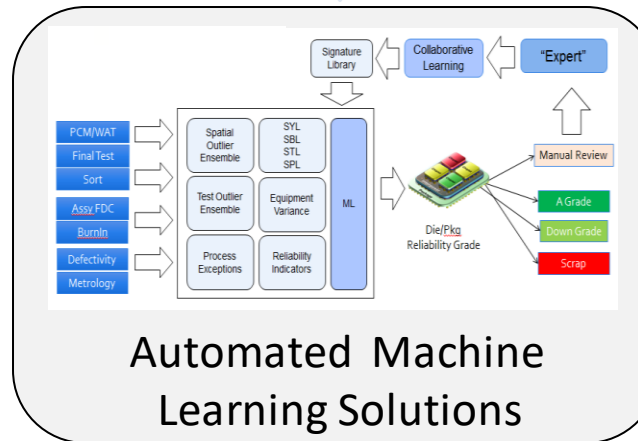 Signature
Library
Collaborative
Learning
“Expert”
PCM/WAT
Final Test
Sort
Assy FDC
BurnIn
Defectivity
Metrology
Spatial
Outlier
Ensemble
SYL
SBL
STL
SPL
Test Outlier
Ensemble
Equipment
Variance
Process
Exceptions
Reliability
Indicators
ML
Die/Pkg
Reliability Grade
Manual Review
A Grade
Down Grade
Scrap
Automated Machine
Learning Solutions